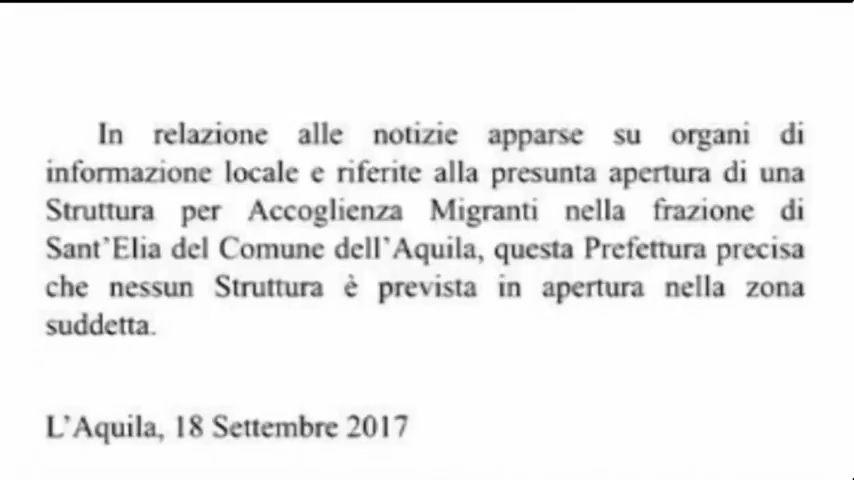 In relazione alle notizie apparse su organi di
informazione locale e riferite alla presunta apertura di una
Struttura per Accoglienza Migranti nella frazione di
Sant'Elia del Comune dell'Aquila, questa Prefettura precisa
che nessun Struttura è prevista in apertura nella zona
suddetta.
L'Aquila, 18 Settembre 2017